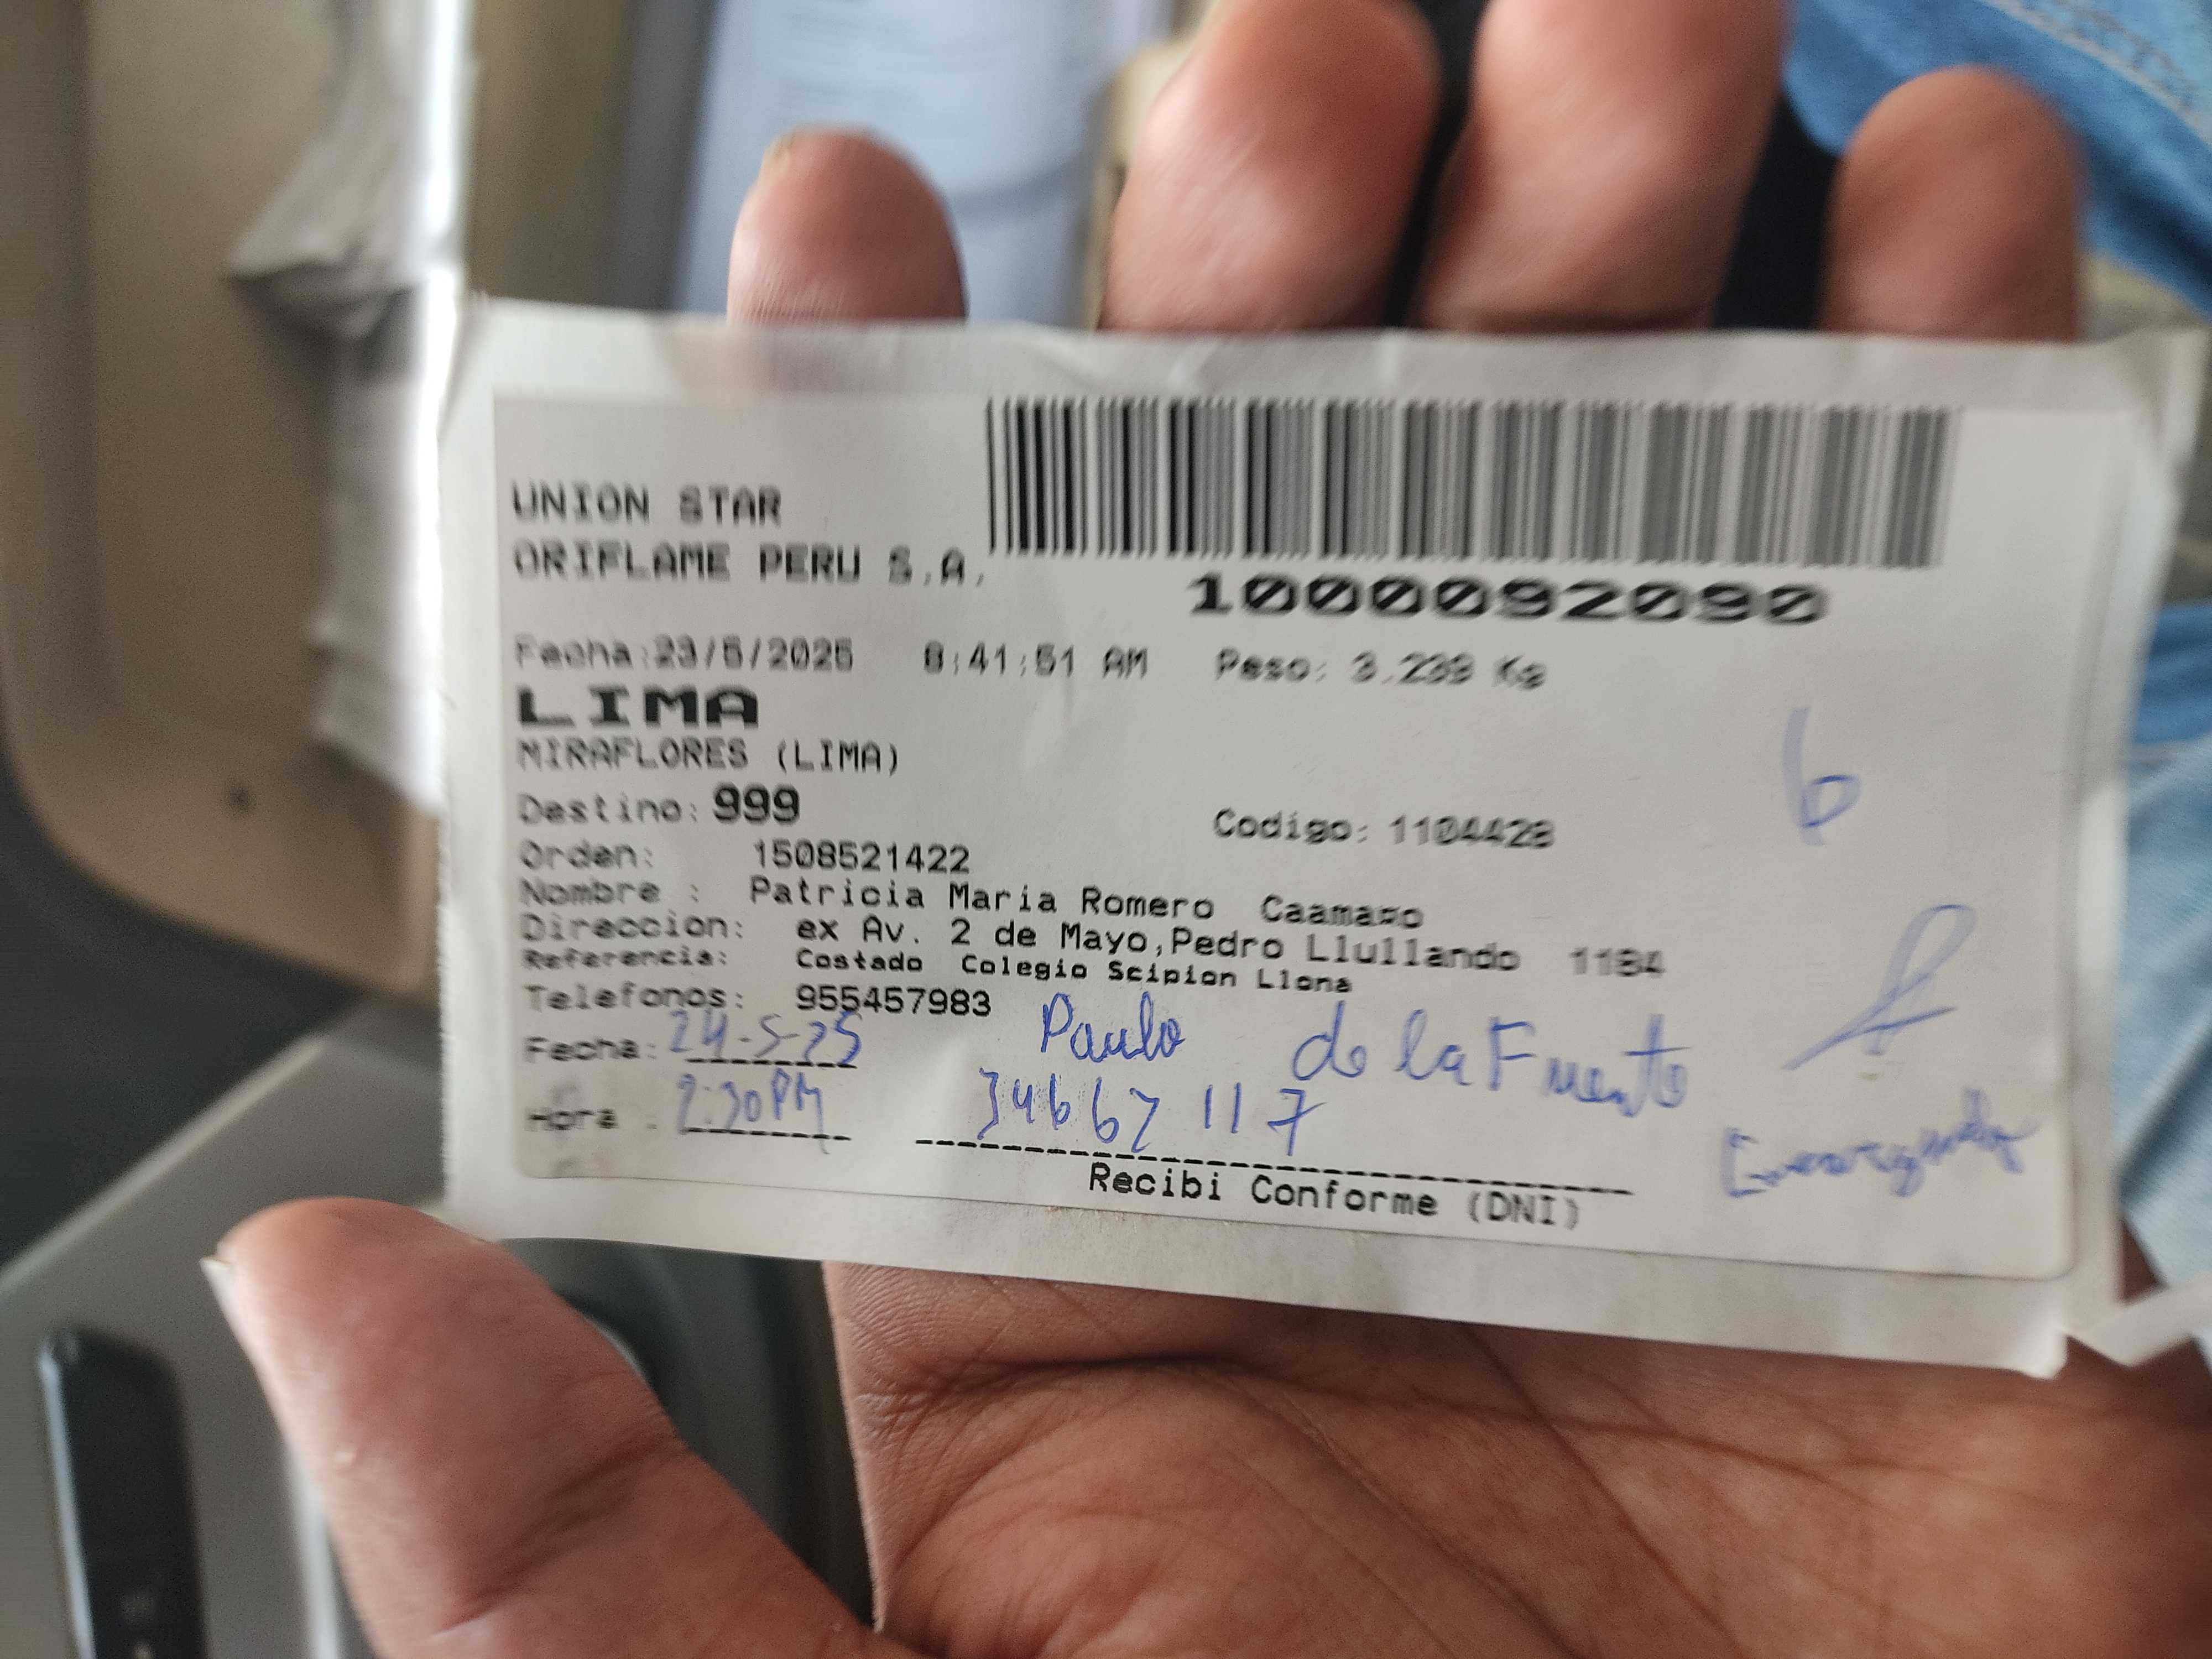 UNION STAR
ORIFLAME PERU S.A.
1000092090
Fecha:23/5/2025 8:41:51 AM Peso: 3.239 Kg
LIMA
MIRAFLORES (LIMA)
Destino: 999
Codigo: 1104428
Orden: 1508521422
Nombre : Patricia Maria Romero Caamaño
Direccion: ex Av. 2 de Mayo,Pedro Llullando 1184
Referencia: Costado Colegio Scipion Llona
Telefonos: 955457983
Fecha: 24-5-25 Paulo de la Fuente
Hora : 2:30PM
Encargado
Recibi Conforme (DNI)